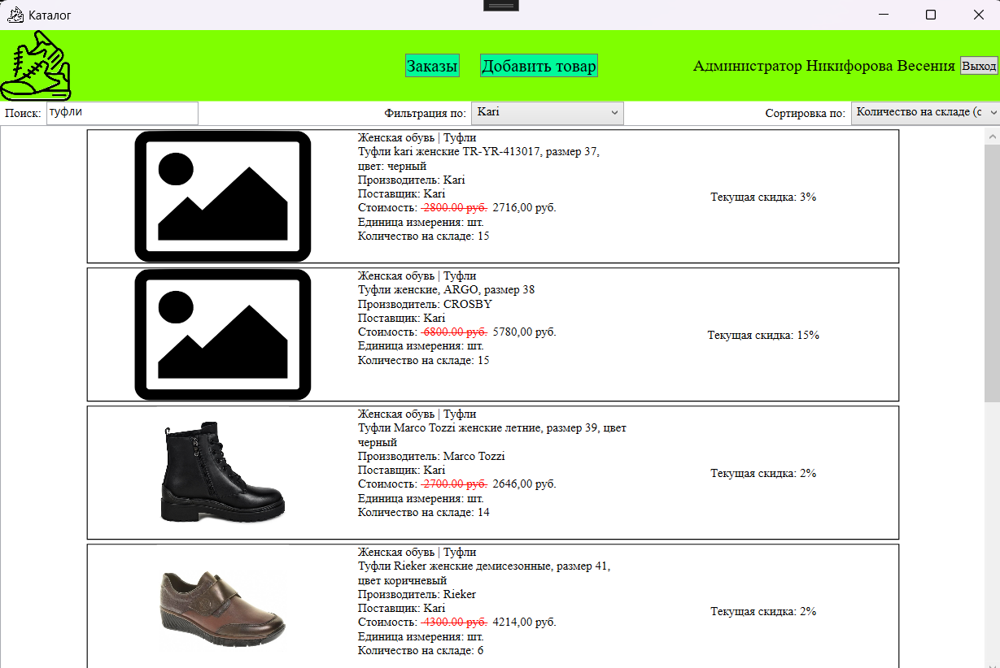 Каталог
Заказы
Добавить товар
Администратор Никифорова Весения
Выход
Поиск:
туфли
Фильтрация по:
Kari
Сортировка по:
Количество на складе (с
Женская обувь | Туфли
Туфли kari женские TR-YR-413017, размер 37,
цвет: черный
Производитель: Kari
Поставщик: Kari
Стоимость: 2800.00 руб. 2716,00 руб.
Единица измерения: шт.
Количество на складе: 15
Текущая скидка: 3%
Женская обувь | Туфли
Туфли женские, ARGO, размер 38
Производитель: CROSBY
Поставщик: Kari
Стоимость: 6800.00 руб. 5780,00 руб.
Единица измерения: шт.
Количество на складе: 15
Текущая скидка: 15%
Женская обувь | Туфли
Туфли Marco Tozzi женские летние, размер 39, цвет
черный
Производитель: Marco Tozzi
Поставщик: Kari
Стоимость: 2700.00 руб. 2646,00 руб.
Единица измерения: шт.
Количество на складе: 14
Текущая скидка: 2%
Женская обувь | Туфли
Туфли Rieker женские демисезонные, размер 41,
цвет коричневый
Производитель: Rieker
Поставщик: Kari
Стоимость: 4300.00 руб. 4214,00 руб.
Единица измерения: шт.
Количество на складе: 6
Текущая скидка: 2%